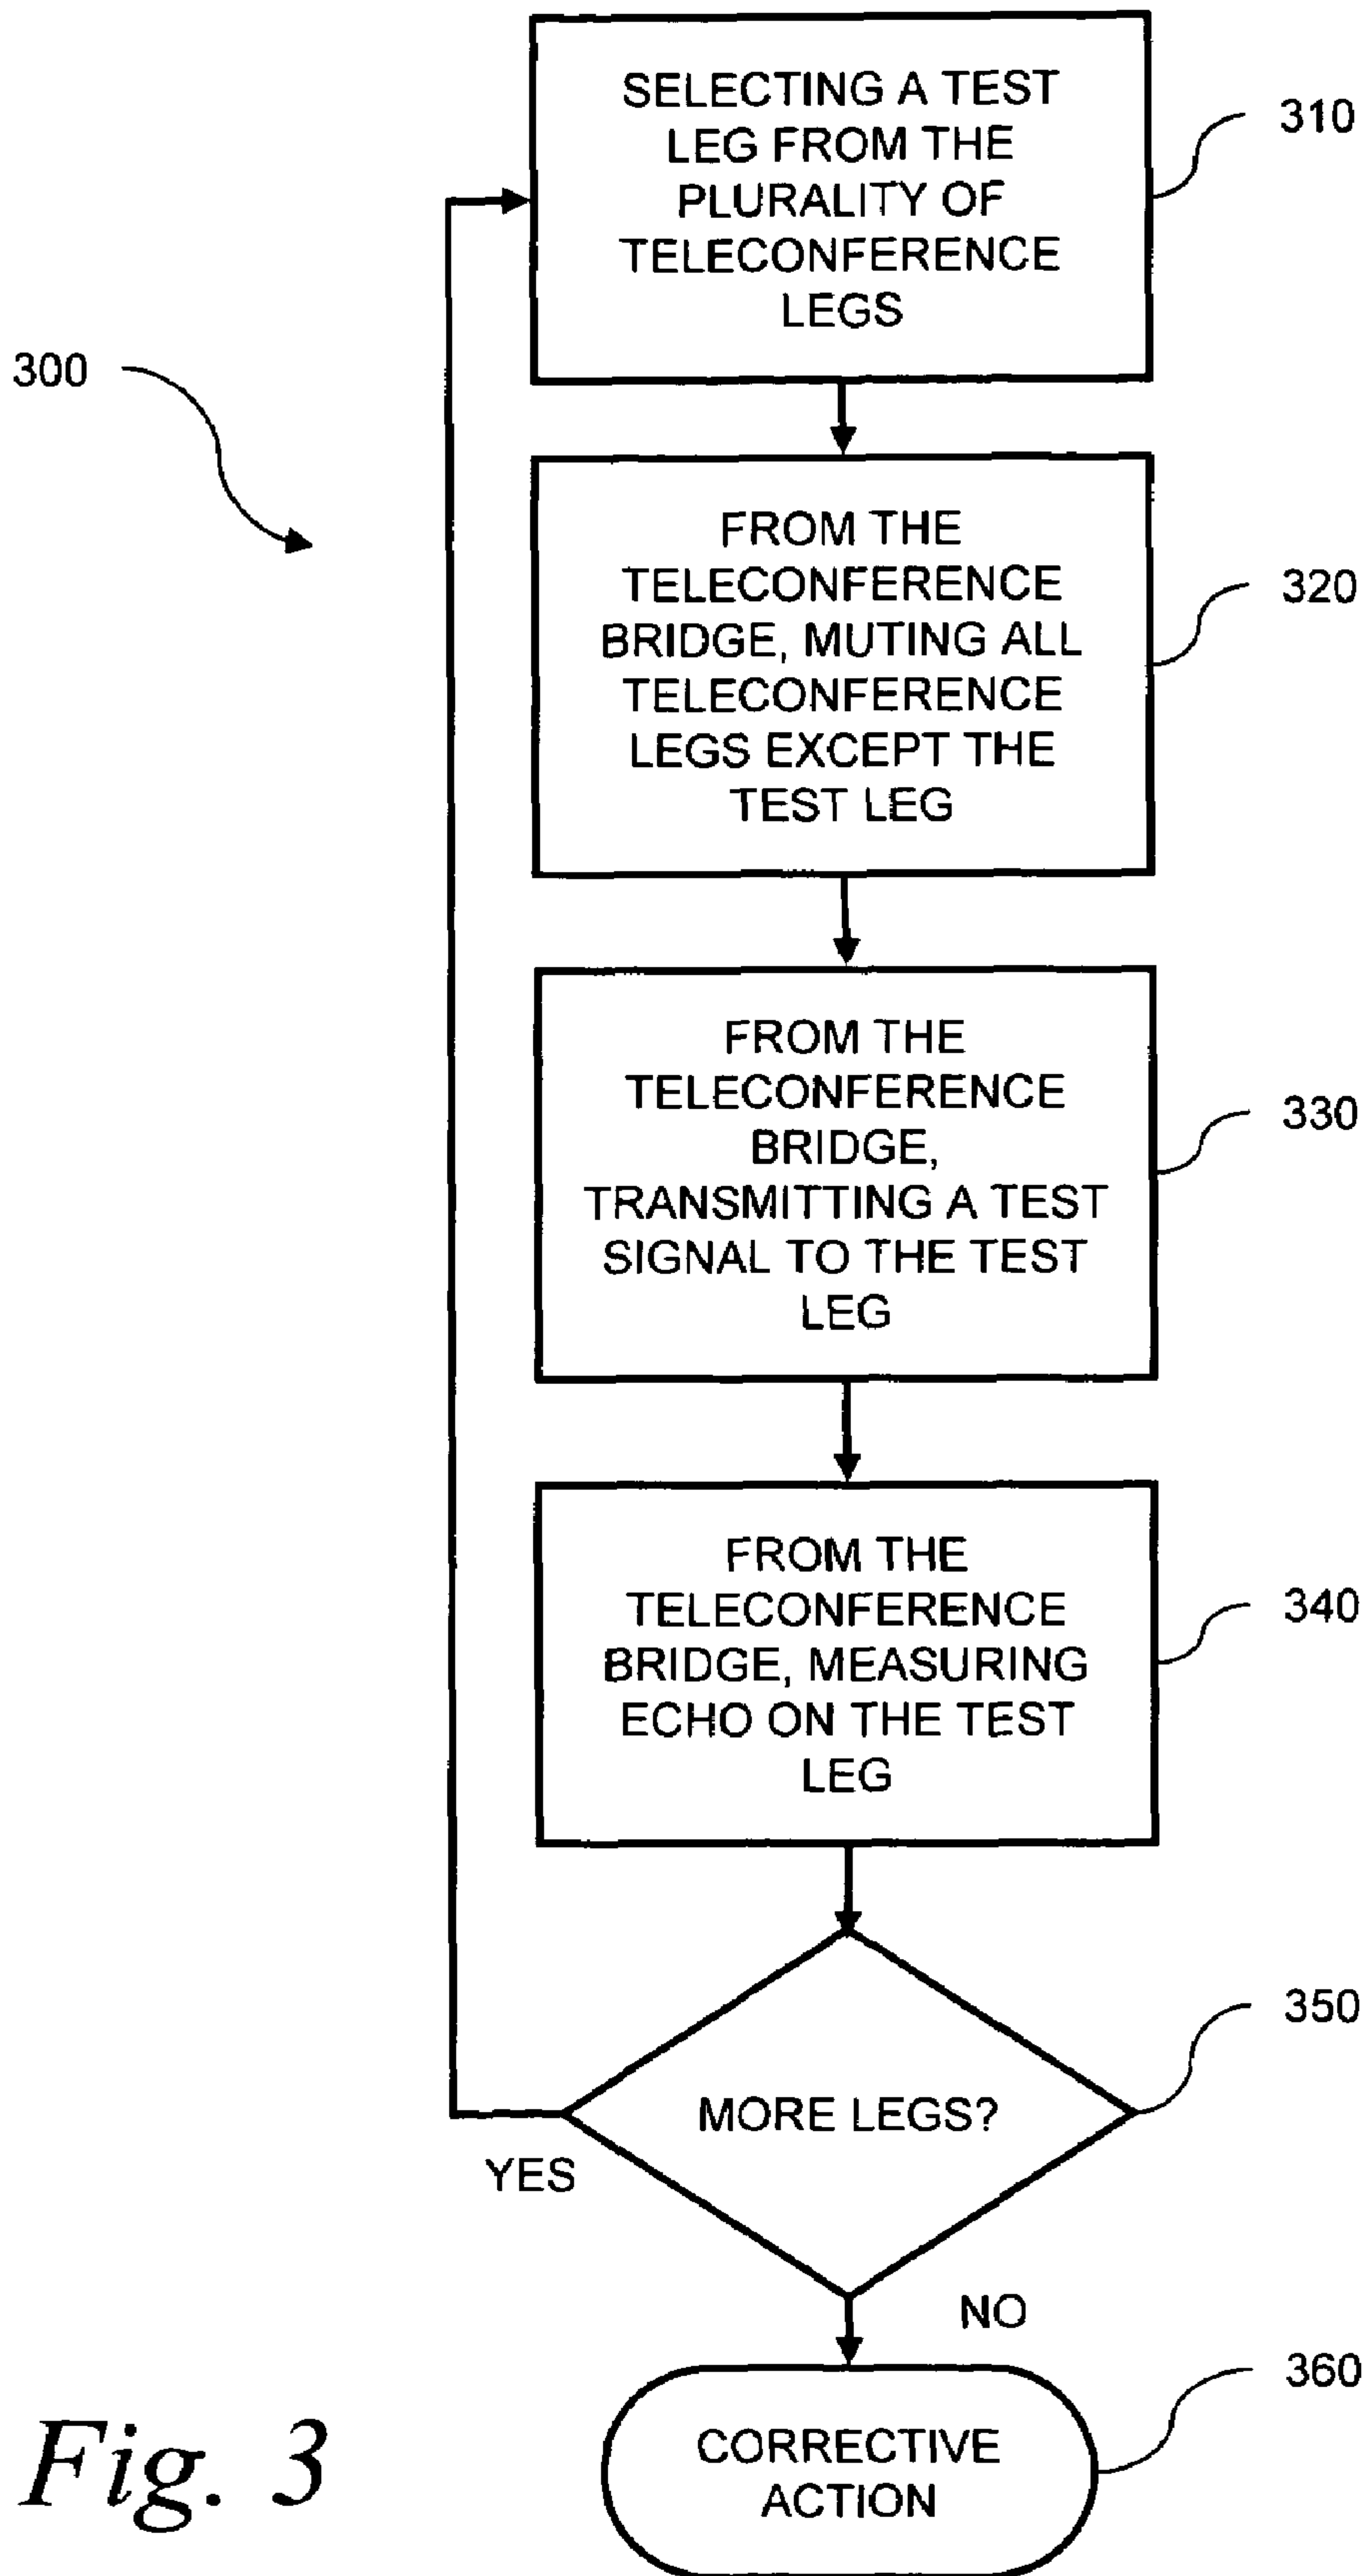 SELECTING A TEST
LEG FROM THE
PLURALITY OF
TELECONFERENCE
LEGS
310
300
FROM THE
TELECONFERENCE
BRIDGE, MUTING ALL
TELECONFERENCE
LEGS EXCEPT THE
TEST LEG
320
FROM THE
TELECONFERENCE
BRIDGE,
TRANSMITTING A TEST
SIGNAL TO THE TEST
LEG
330
FROM THE
TELECONFERENCE
BRIDGE, MEASURING
ECHO ON THE TEST
LEG
340
MORE LEGS?
350
YES
NO
CORRECTIVE
ACTION
360
Fig. 3